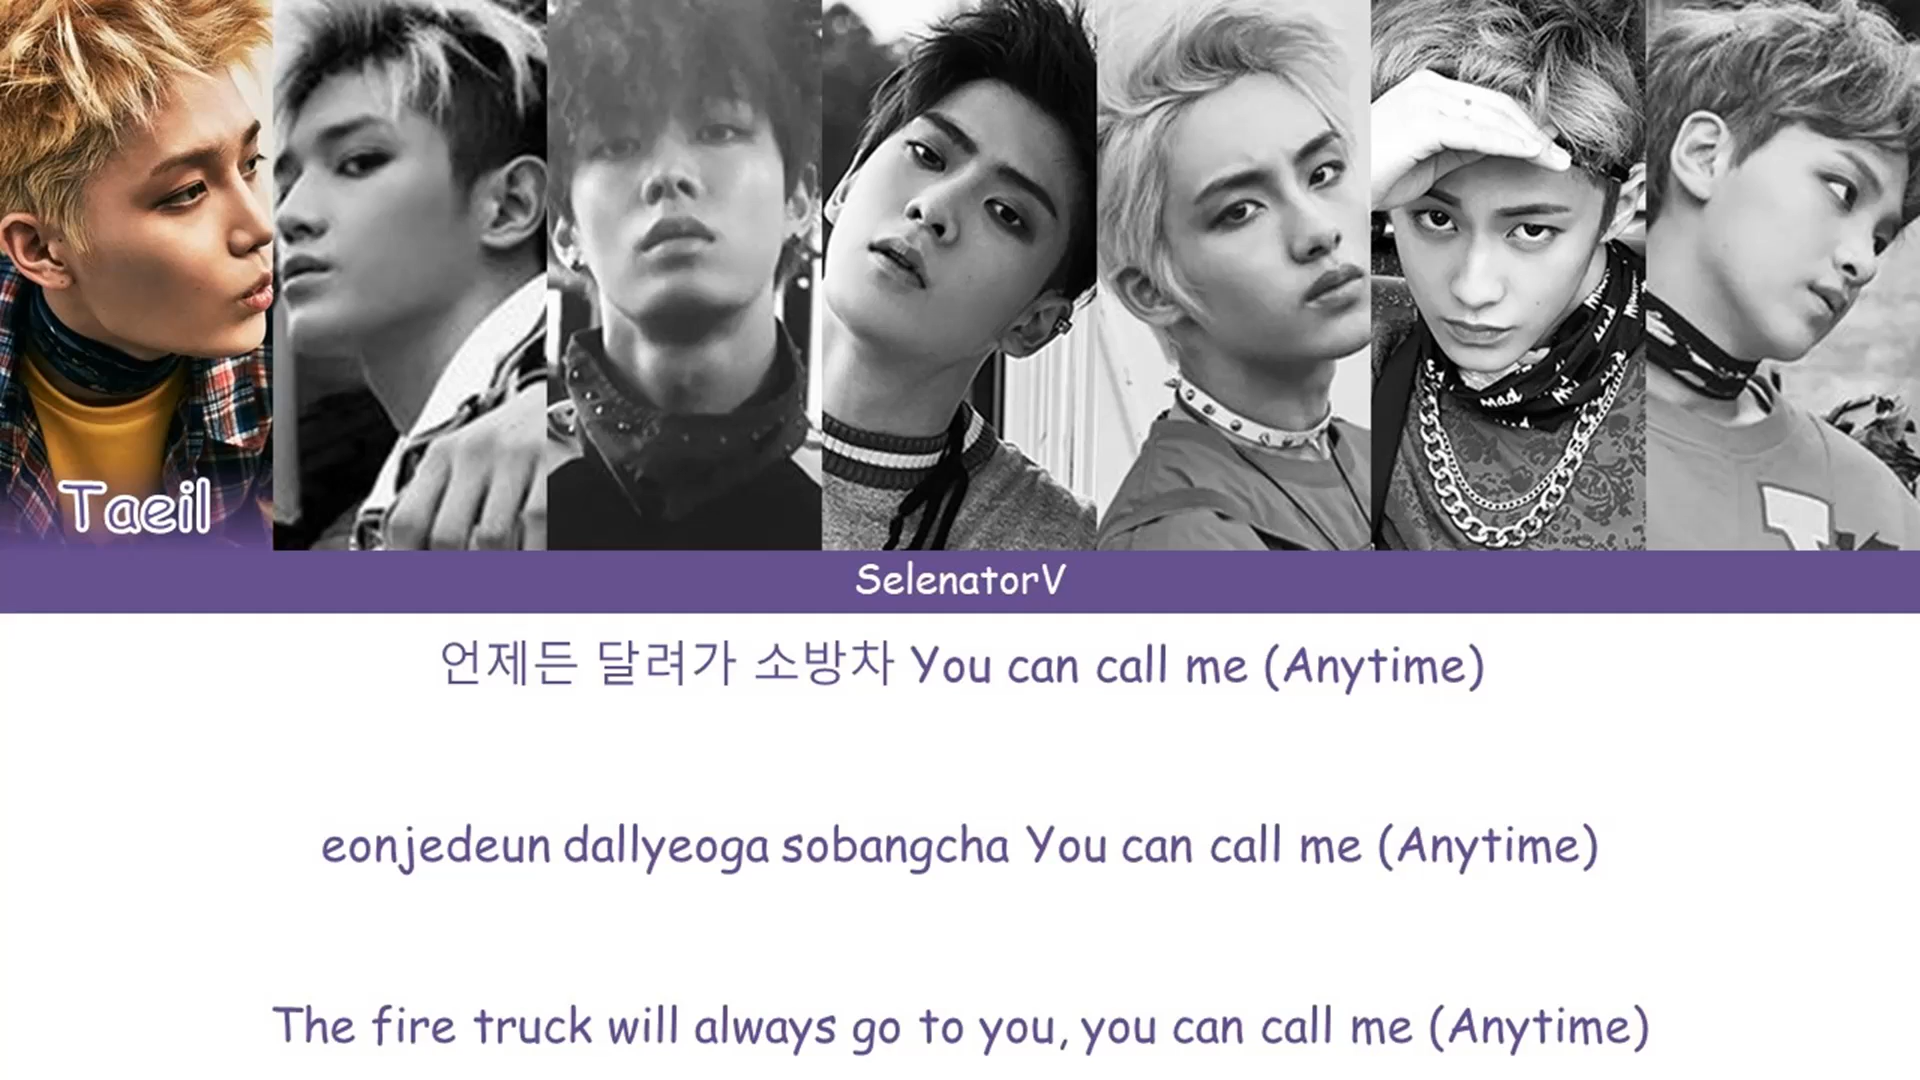 Taeil
SelenatorV
언제든 달려가 소방차 You can call me (Anytime)
eonjedeun dallyeoga sobangcha You can call me (Anytime)
The fire truck will always go to you, you can call me (Anytime)